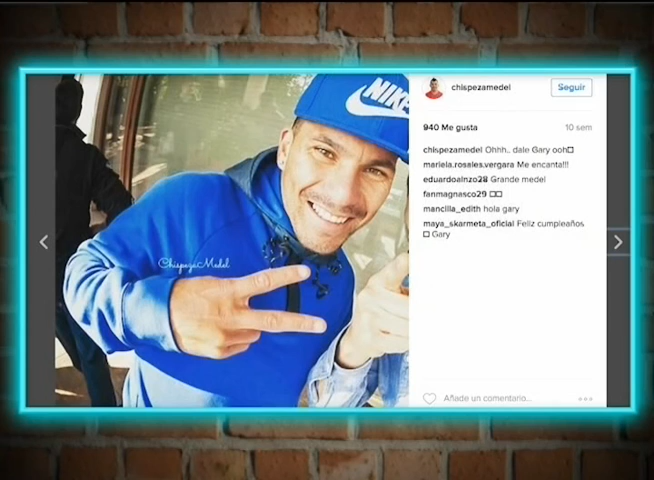 NIKE
ChispezaMedel
chispezamedel
Seguir
940 Me gusta
10 sem
chispezamedel Ohhh.. dale Gary ooh
mariela.rosales.vergara Me encanta!!!
eduardoalnzo28 Grande medel
fanmagnasco29
mancilla_edith hola gary
maya_skarmeta_oficial Feliz cumpleaños
Gary
Añade un comentario...